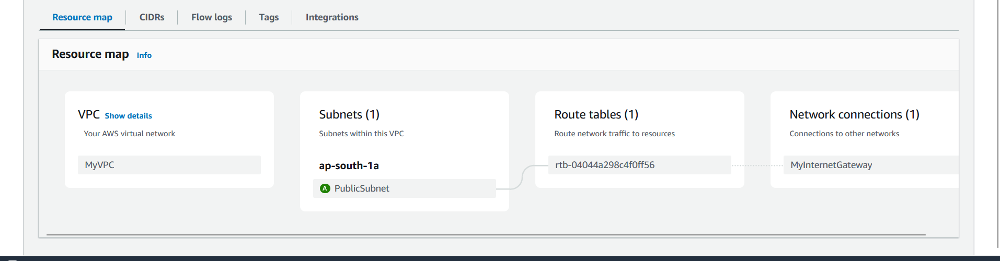 Resource map
CIDRs
Flow logs
Tags
Integrations
Resource map Info
VPC Show details
Your AWS virtual network
MyVPC
Subnets (1)
Subnets within this VPC
ap-south-1a
A PublicSubnet
Route tables (1)
Route network traffic to resources
rtb-04044a298c4f0ff56
Network connections (1)
Connections to other networks
MyInternetGateway